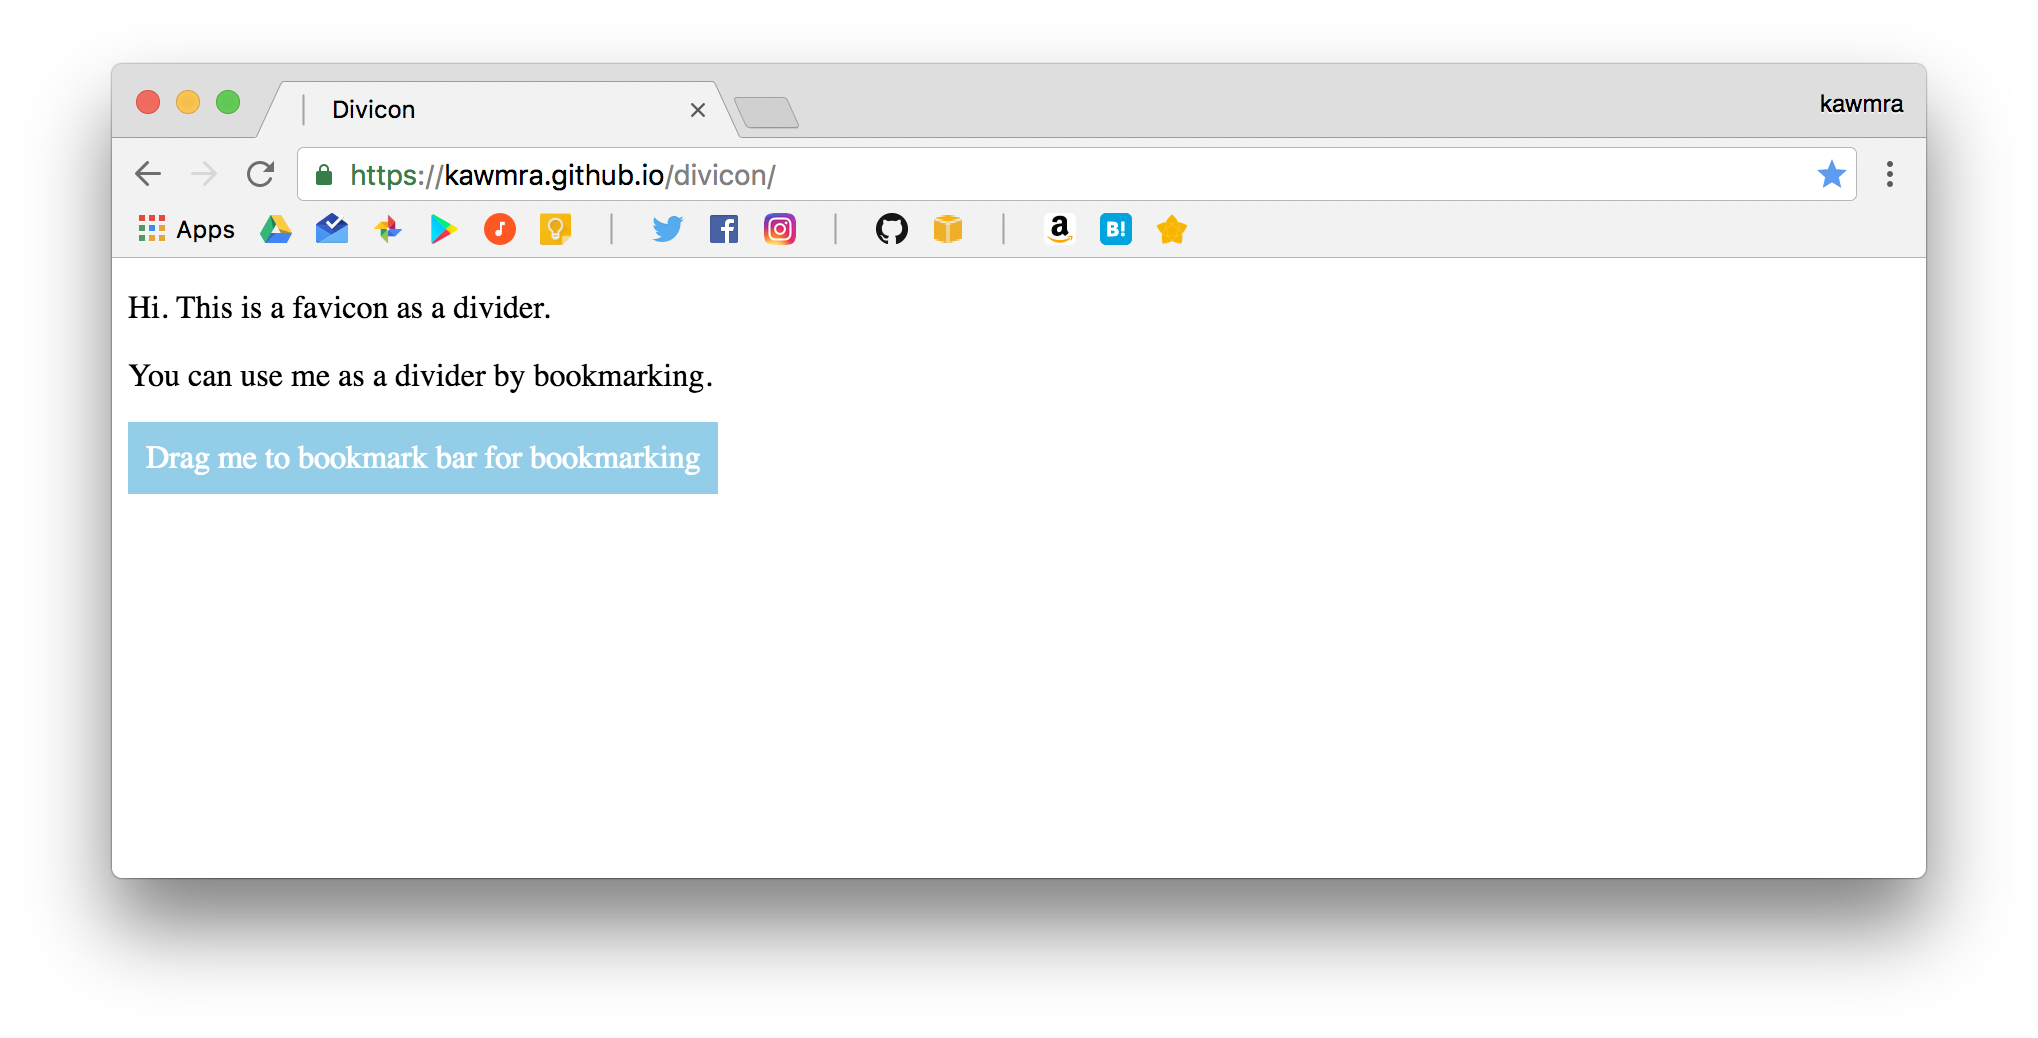 Divicon
kawmra
https://kawmra.github.io/divicon/
Apps
a
B!
Hi. This is a favicon as a divider.
You can use me as a divider by bookmarking.
Drag me to bookmark bar for bookmarking